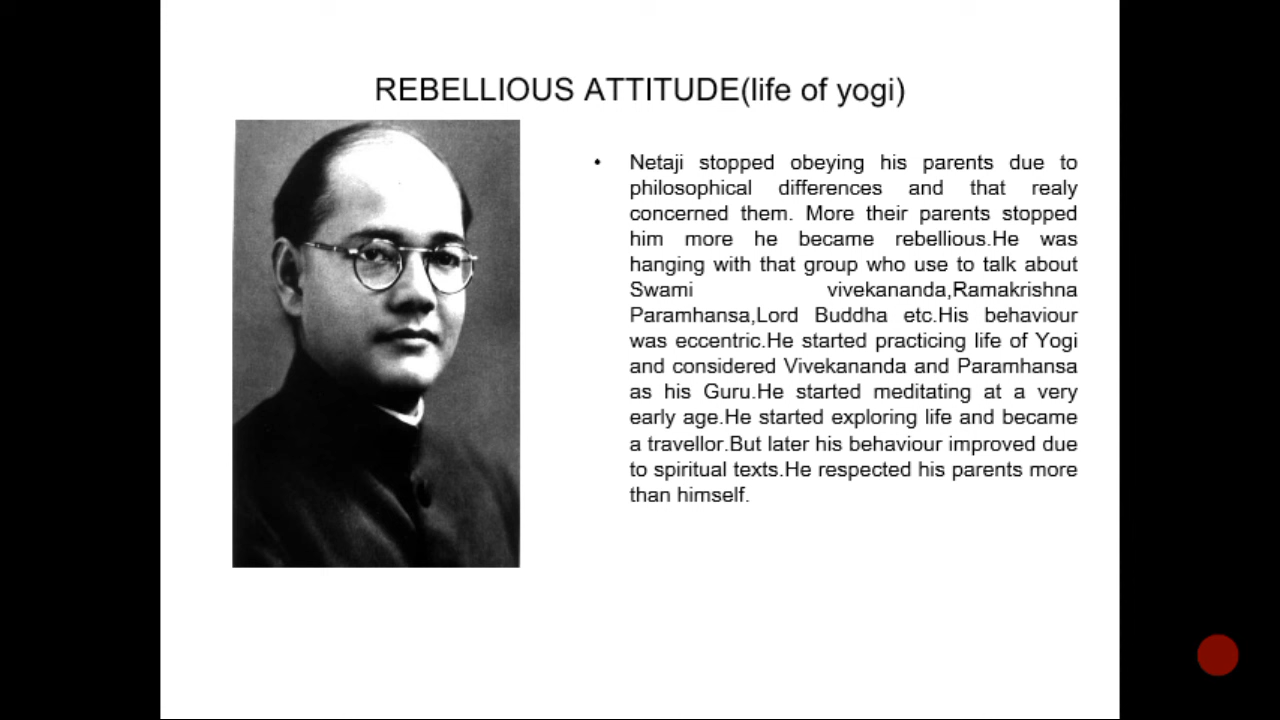 REBELLIOUS ATTITUDE(life of yogi)
• Netaji stopped obeying his parents due to
philosophical differences and that realy
concerned them. More their parents stopped
him more he became rebellious.He was
hanging with that group who use to talk about
Swami vivekananda,Ramakrishna
Paramhansa,Lord Buddha etc.His behaviour
was eccentric.He started practicing life of Yogi
and considered Vivekananda and Paramhansa
as his Guru.He started meditating at a very
early age.He started exploring life and became
a travellor.But later his behaviour improved due
to spiritual texts.He respected his parents more
than himself.